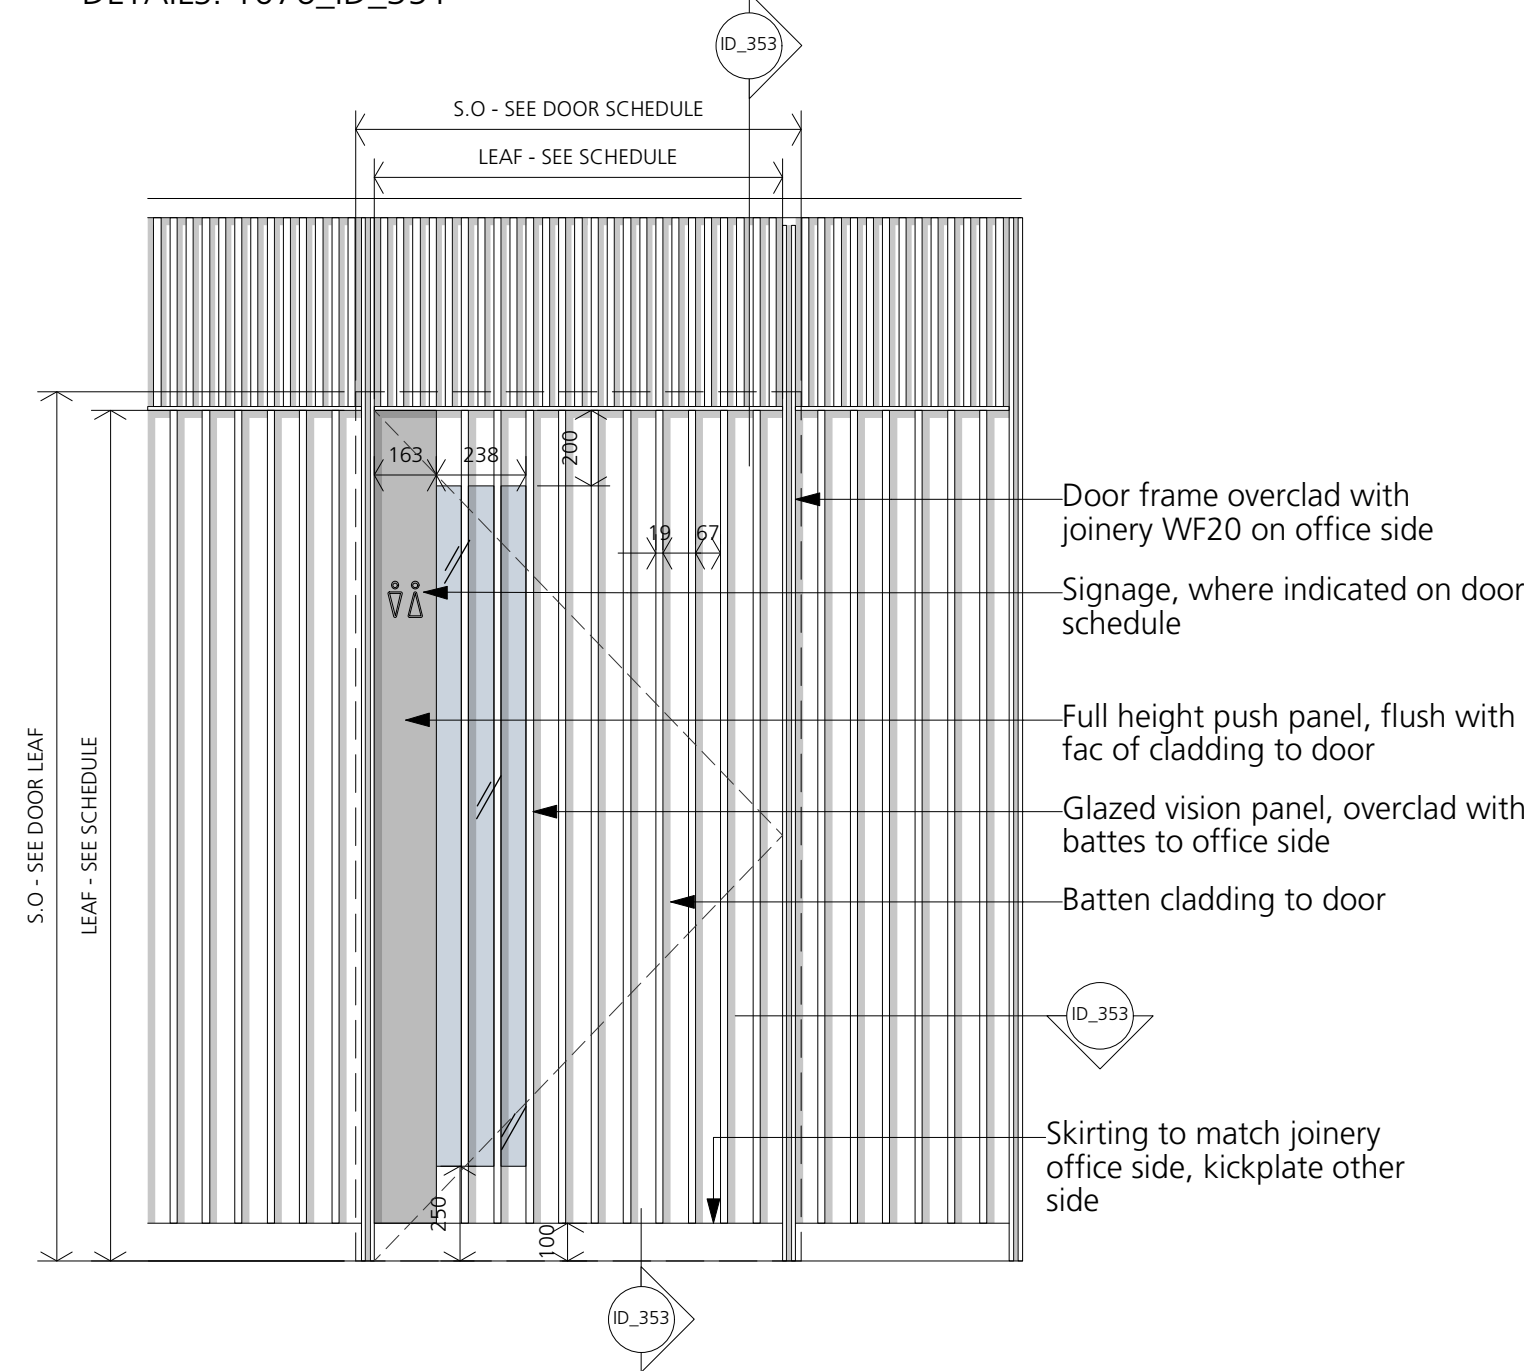 ID_353
S.O - SEE DOOR SCHEDULE
LEAF - SEE SCHEDULE
163
238
200
19
67
Door frame overclad with
joinery WF20 on office side
Signage, where indicated on door
schedule
Full height push panel, flush with
fac of cladding to door
Glazed vision panel, overclad with
battes to office side
Batten cladding to door
S.O - SEE DOOR LEAF
LEAF - SEE SCHEDULE
ID_353
Skirting to match joinery
office side, kickplate other
side
250
100
ID_353